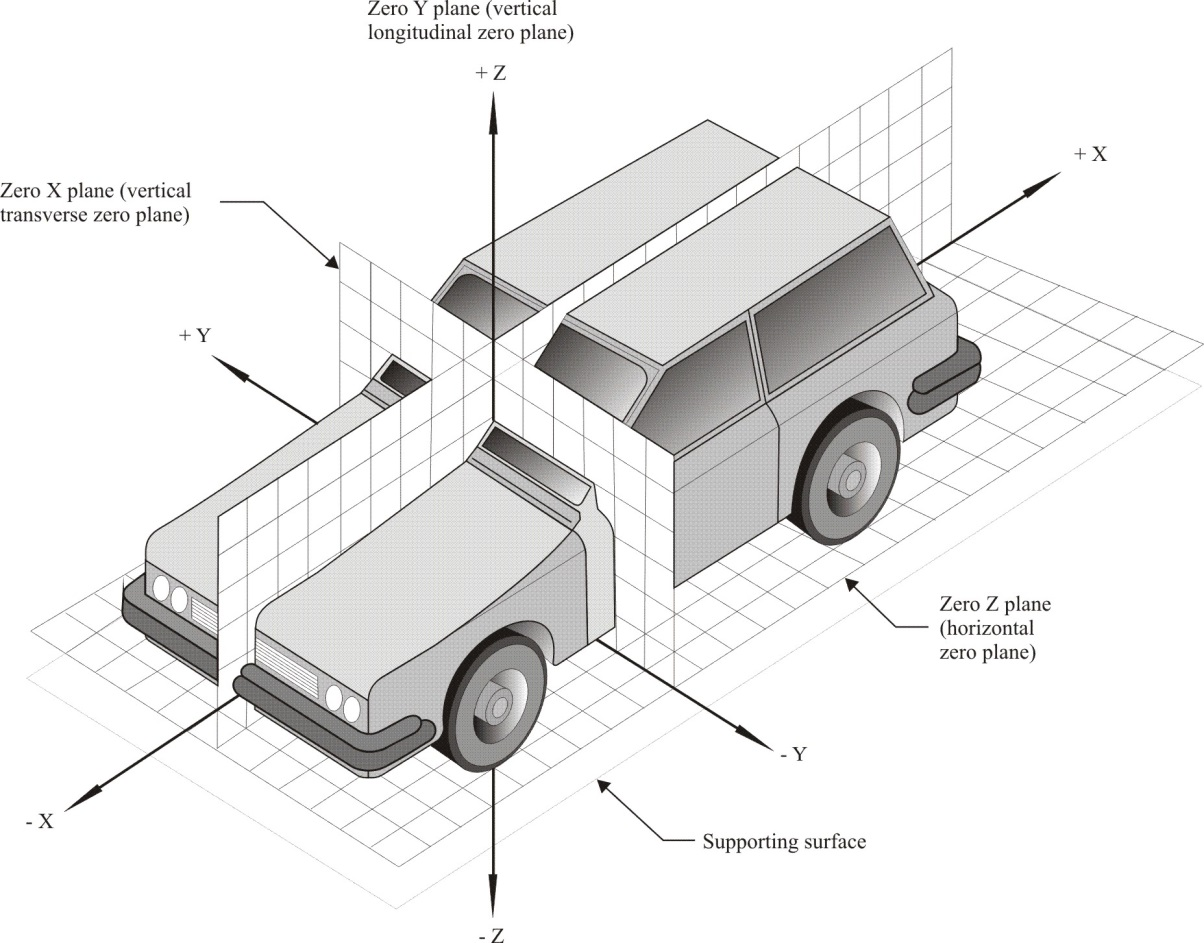 Zero Y plane (vertical
longitudinal zero plane)
+ Z
+ X
Zero X plane (vertical
transverse zero plane)
+ Y
Zero Z plane
(horizontal
zero plane)
- Y
- X
Supporting surface
- Z